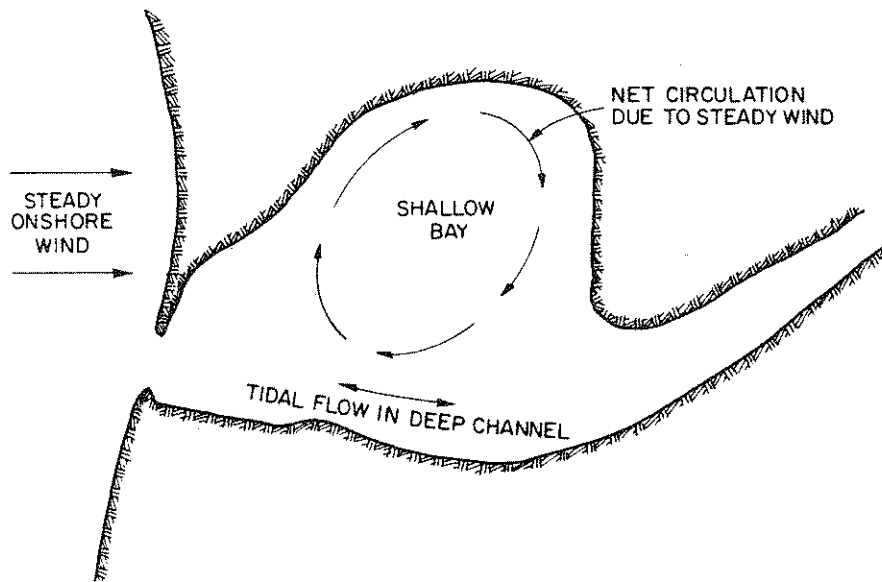 NET CIRCULATION
DUE TO STEADY WIND
STEADY
ONSHORE
WIND
SHALLOW
BAY
TIDAL FLOW IN DEEP CHANNEL